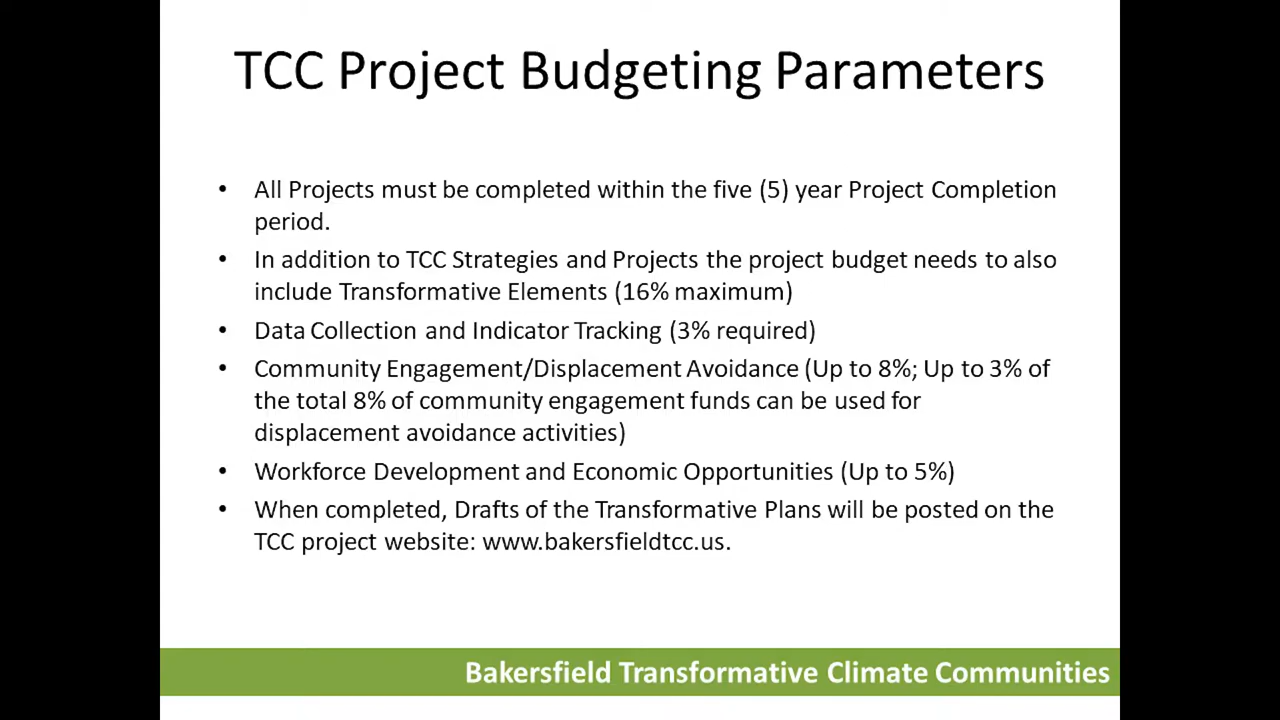 TCC Project Budgeting Parameters
• All Projects must be completed within the five (5) year Project Completion
period.
• In addition to TCC Strategies and Projects the project budget needs to also
include Transformative Elements (16% maximum)
• Data Collection and Indicator Tracking (3% required)
• Community Engagement/Displacement Avoidance (Up to 8%; Up to 3% of
the total 8% of community engagement funds can be used for
displacement avoidance activities)
• Workforce Development and Economic Opportunities (Up to 5%)
• When completed, Drafts of the Transformative Plans will be posted on the
TCC project website: www.bakersfieldtcc.us.
Bakersfield Transformative Climate Communities